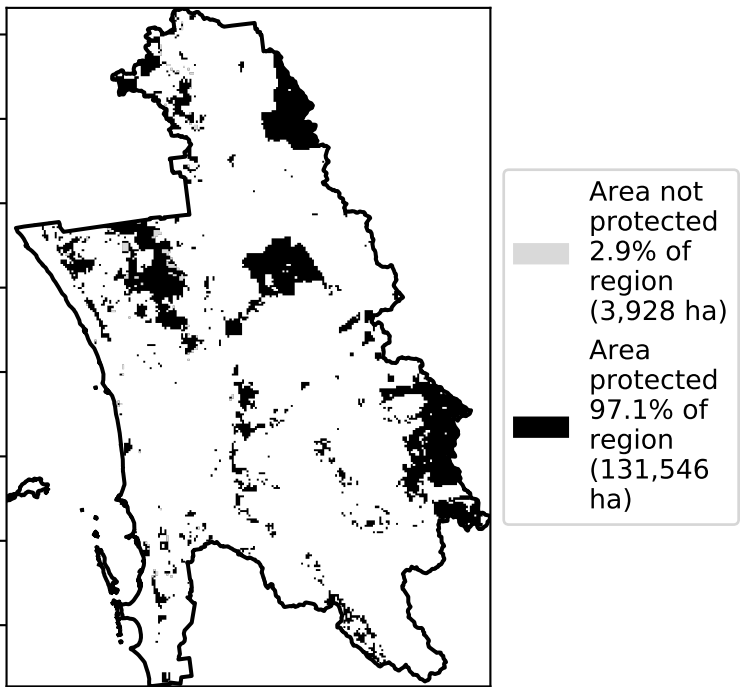 Area not
protected
2.9% of
region
(3,928 ha)
Area
protected
97.1% of
region
(131,546
ha)